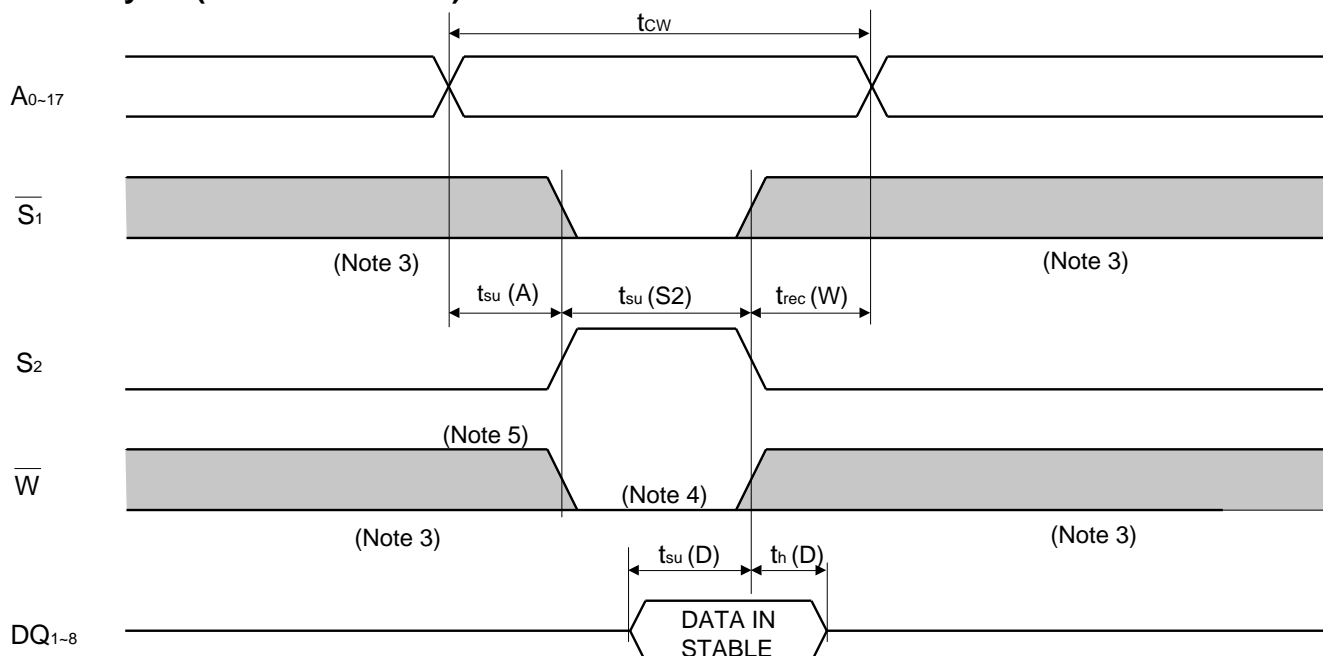 tCW
A0~17
S1
(Note 3)
(Note 3)
tsu (A)
tsu (S2)
trec (W)
S2
(Note 5)
W
(Note 4)
(Note 3)
(Note 3)
tsu (D)
th (D)
DQ1~8
DATA IN
STABLE